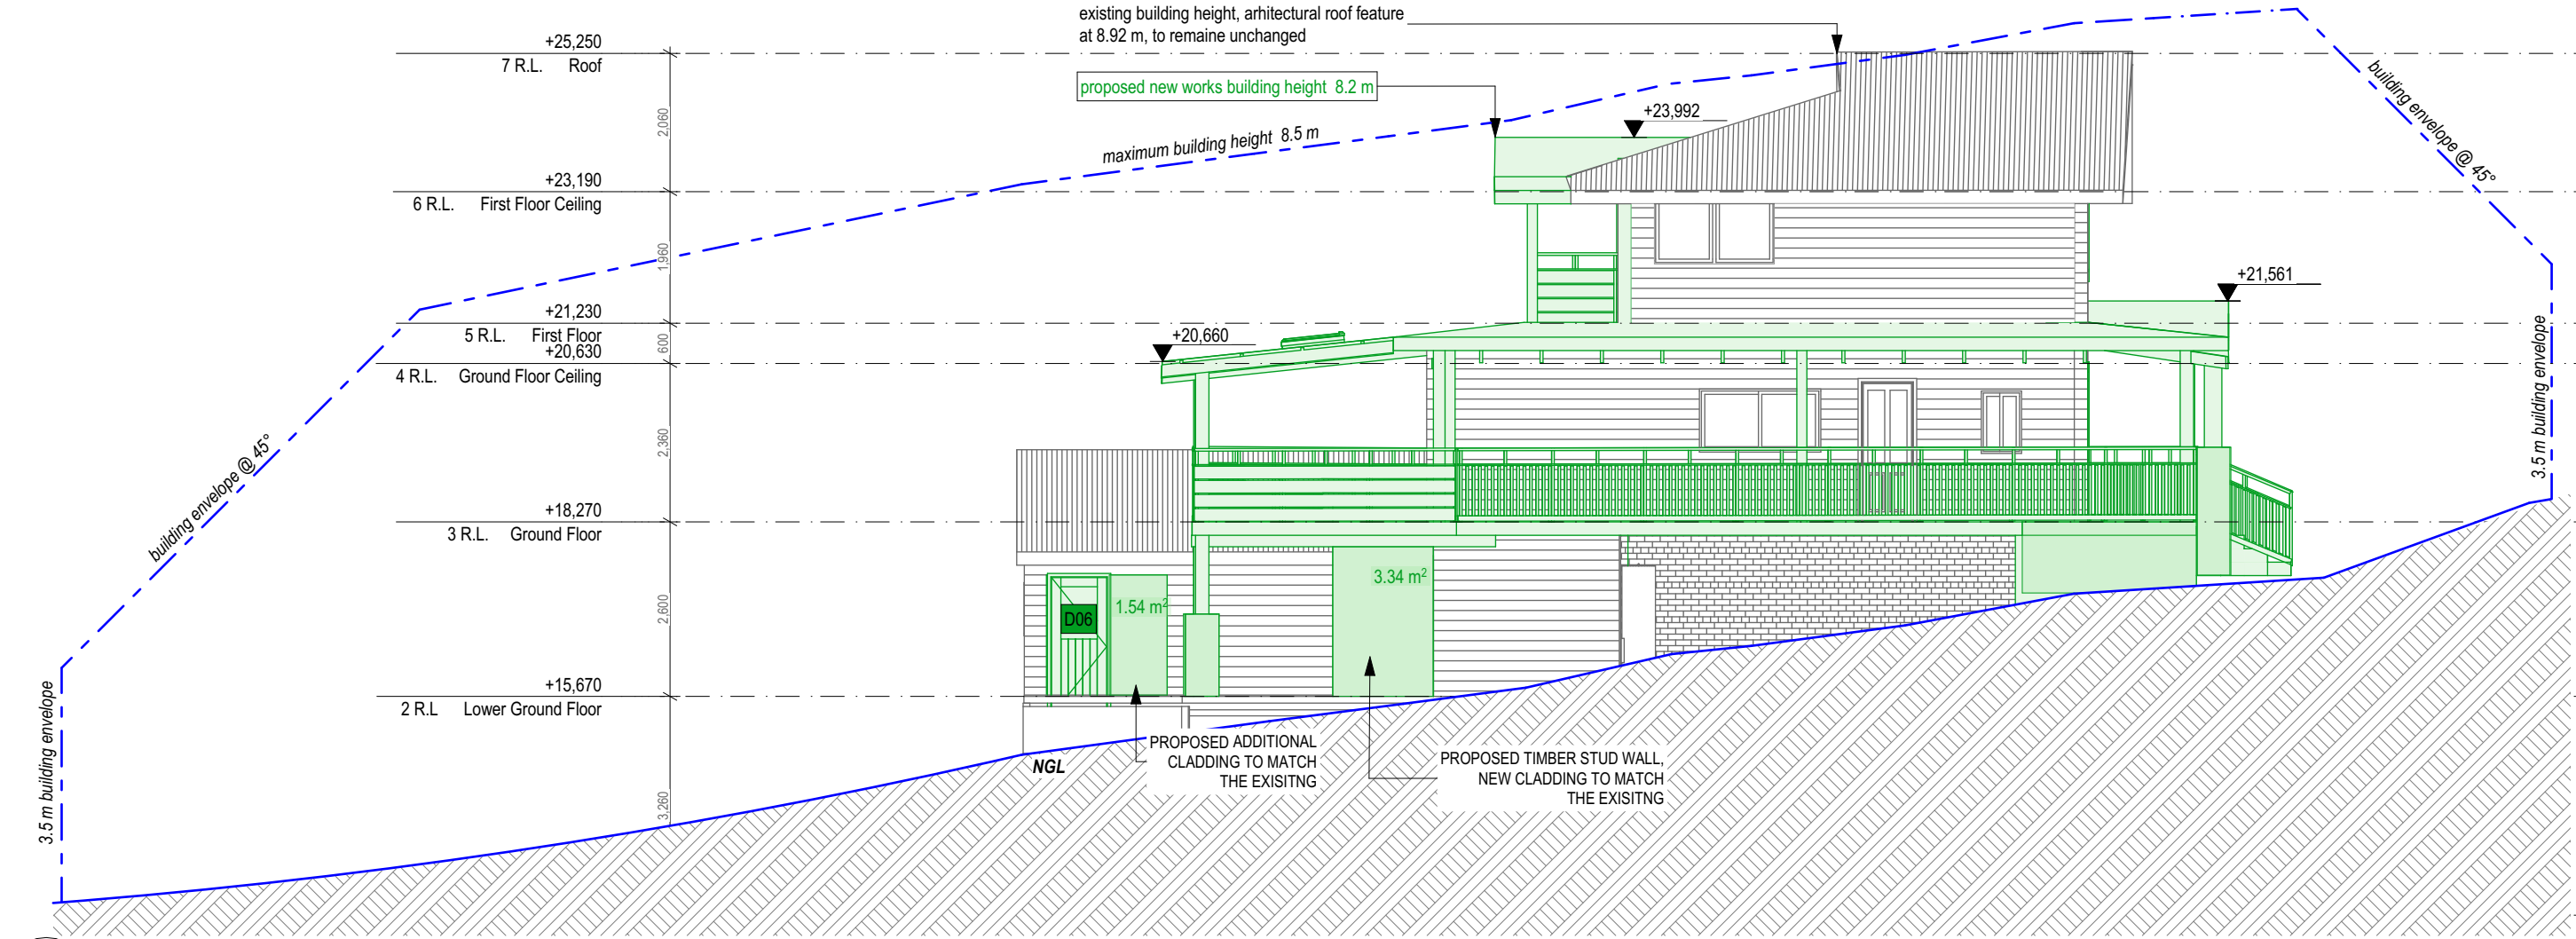 existing building height, arhitectural roof feature
at 8.92 m, to remaine unchanged
+25,250
7 R.L. Roof
proposed new works building height 8.2 m
building envelope @ 45°
+23,992
2,060
maximum building height 8.5 m
+23,190
6 R.L. First Floor Ceiling
1,960
+21,561
+21,230
5 R.L. First Floor
600
+20,660
+20,630
4 R.L. Ground Floor Ceiling
3.5 m building envelope
2,360
building envelope @ 45°
+18,270
3 R.L. Ground Floor
3.34 m²
1.54 m²
D06
2,600
+15,670
2 R.L Lower Ground Floor
3.5 m building envelope
NGL
PROPOSED ADDITIONAL
CLADDING TO MATCH
THE EXISITNG
PROPOSED TIMBER STUD WALL,
NEW CLADDING TO MATCH
THE EXISITNG
3,260